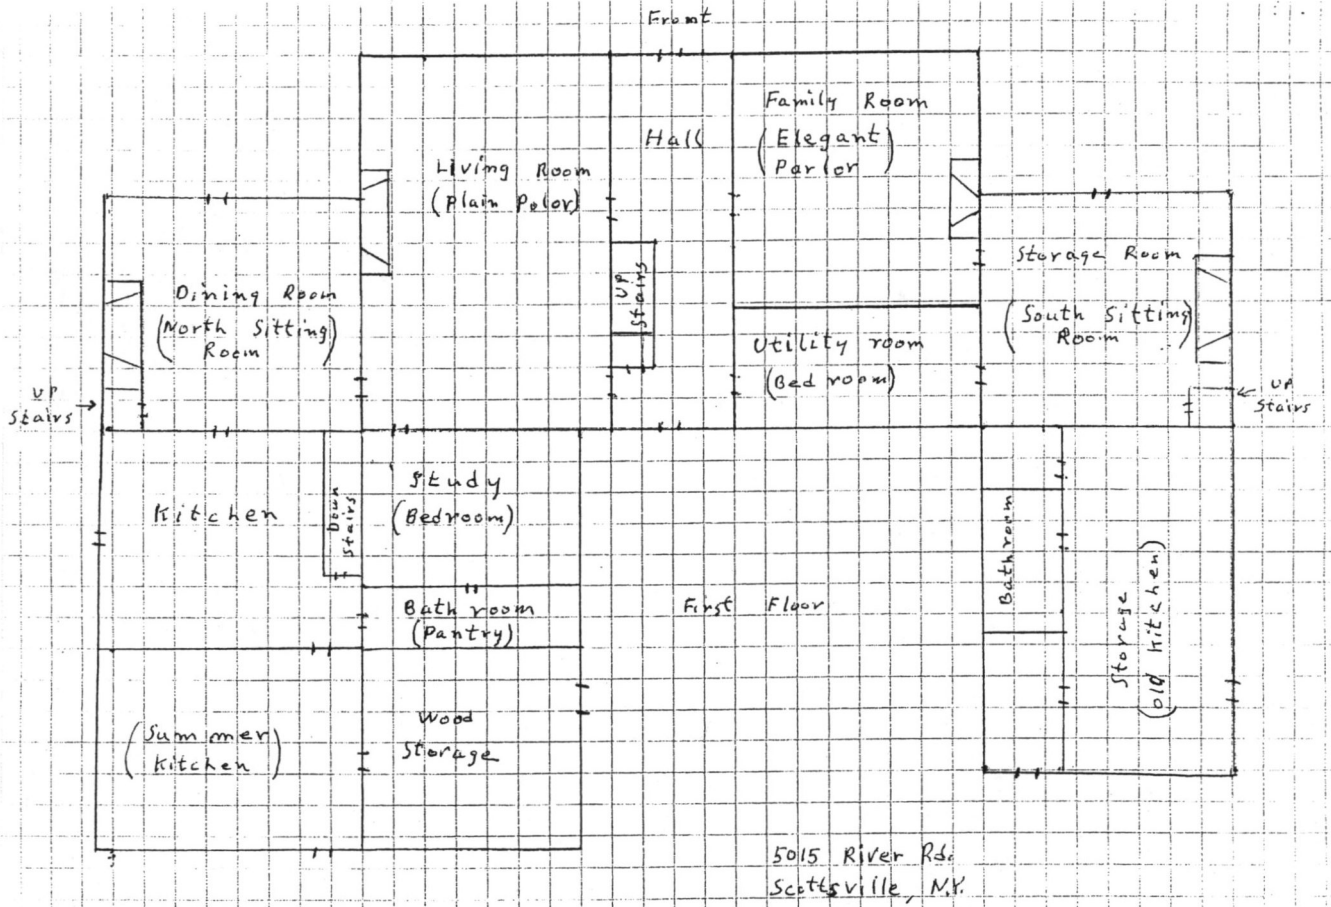 Front
Family Room
(Elegant
Parlor)
Hall
Living Room
(Plain Palor)
Storage Room
(South Sitting
Room)
UP
Stairs
Dining Room
(North Sitting
Room)
Utility room
(Bed room)
UP
Stairs
UP
Stairs
Kitchen
Down
Stairs
Study
(Bedroom)
Bathroom
Storage
(old Kitchen)
Bath room
(Pantry)
First Floor
Wood
Storage
(Summer
Kitchen)
5015 River Rd.
Scottsville, N.Y.